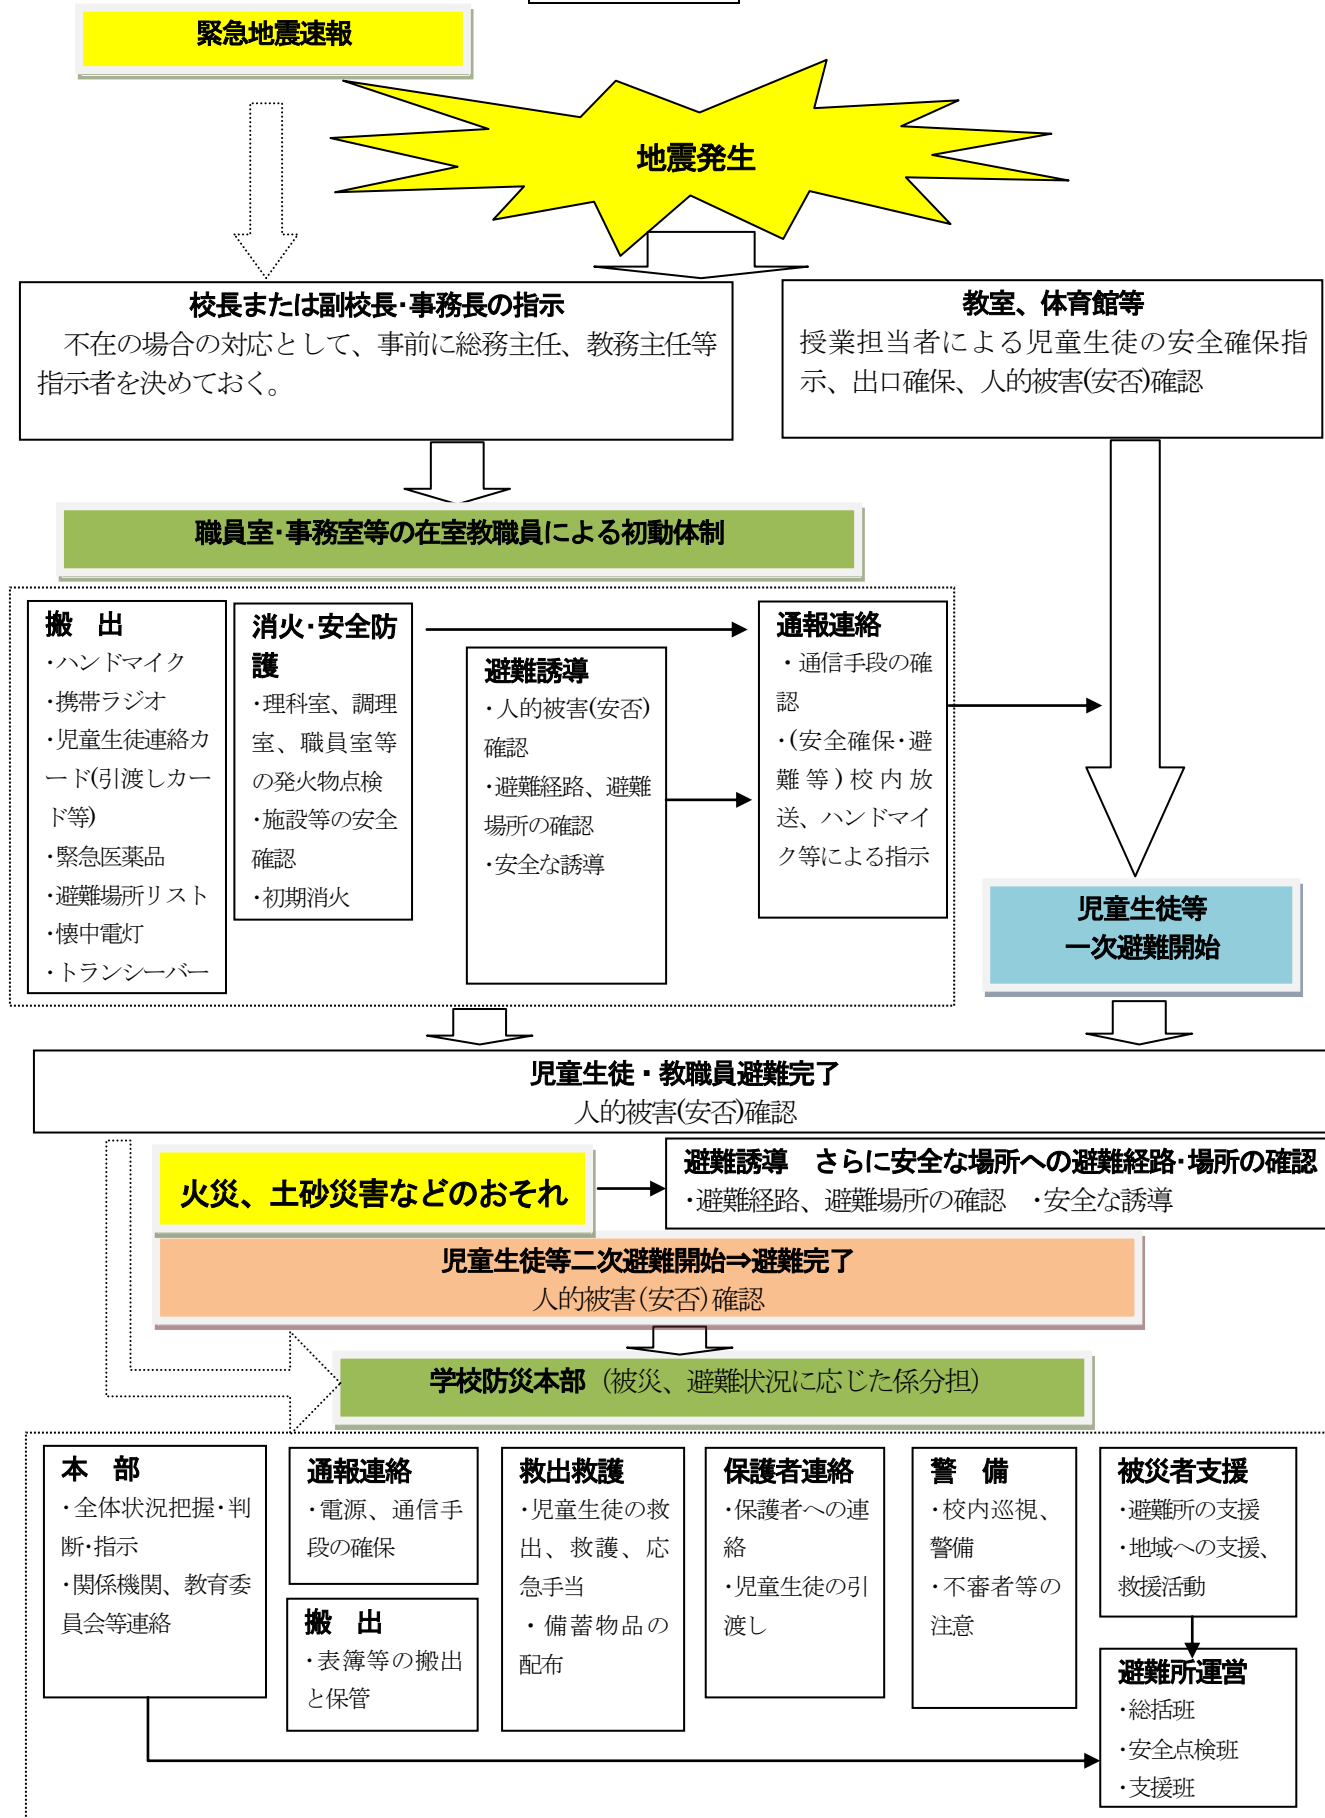 緊急地震速報
地震発生
校長または副校長・事務長の指示
不在の場合の対応として、事前に総務主任、教務主任等
指示者を決めておく。
教室、体育館等
授業担当者による児童生徒の安全確保指
示、出口確保、人的被害(安否)確認
職員室・事務室等の在室教職員による初動体制
搬　出
・ハンドマイク
・携帯ラジオ
・児童生徒連絡カ
ード(引渡しカー
ド等)
・緊急医薬品
・避難場所リスト
・懐中電灯
・トランシーバー
消火・安全防
護
・理科室、調理
室、職員室等
の発火物点検
・施設等の安全
確認
・初期消火
避難誘導
・人的被害(安否)
確認
・避難経路、避難
場所の確認
・安全な誘導
通報連絡
・通信手段の確
認
・(安全確保・避
難等)校内放
送、ハンドマイ
ク等による指示
児童生徒等
一次避難開始
児童生徒・教職員避難完了
人的被害(安否)確認
火災、土砂災害などのおそれ
避難誘導　さらに安全な場所への避難経路・場所の確認
・避難経路、避難場所の確認　・安全な誘導
児童生徒等二次避難開始⇒避難完了
人的被害(安否)確認
学校防災本部（被災、避難状況に応じた係分担）
本　部
・全体状況把握・判
断・指示
・関係機関、教育委
員会等連絡
通報連絡
・電源、通信手
段の確保
搬　出
・表簿等の搬出
と保管
救出救護
・児童生徒の救
出、救護、応
急手当
・備蓄物品の
配布
保護者連絡
・保護者への連
絡
・児童生徒の引
渡し
警　備
・校内巡視、
警備
・不審者等の
注意
被災者支援
・避難所の支援
・地域への支援、
救援活動
避難所運営
・総括班
・安全点検班
・支援班